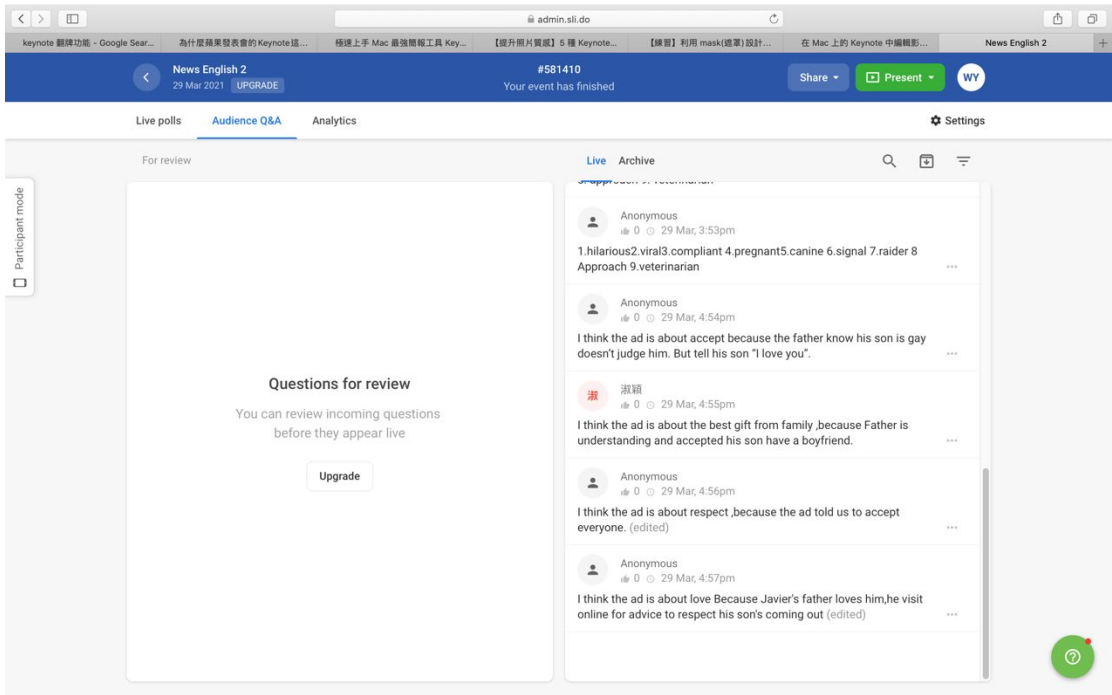 admin.sli.do
keynote 翻牌功能 - Google Sear...
為什麼蘋果發表會的 Keynote 這...
極速上手 Mac 最強簡報工具 Key...
【提升照片質感】5 種 Keynote...
【練習】利用 mask(遮罩) 設計...
在 Mac 上的 Keynote 中編輯影...
News English 2
News English 2
29 Mar 2021 UPGRADE
#581410
Your event has finished
Share
Present
WY
Live polls
Audience Q&A
Analytics
Settings
Participant mode
For review
Questions for review
You can review incoming questions
before they appear live
Upgrade
Live
Archive
Anonymous
0 29 Mar, 3:53pm
1.hilarious2.viral3.compliant 4.pregnant5.canine 6.signal 7.raider 8
Approach 9.veterinarian
Anonymous
0 29 Mar, 4:54pm
I think the ad is about accept because the father know his son is gay
doesn't judge him. But tell his son “I love you”.
淑
淑穎
0 29 Mar, 4:55pm
I think the ad is about the best gift from family ,because Father is
understanding and accepted his son have a boyfriend.
Anonymous
0 29 Mar, 4:56pm
I think the ad is about respect ,because the ad told us to accept
everyone. (edited)
Anonymous
0 29 Mar, 4:57pm
I think the ad is about love Because Javier's father loves him,he visit
online for advice to respect his son's coming out (edited)